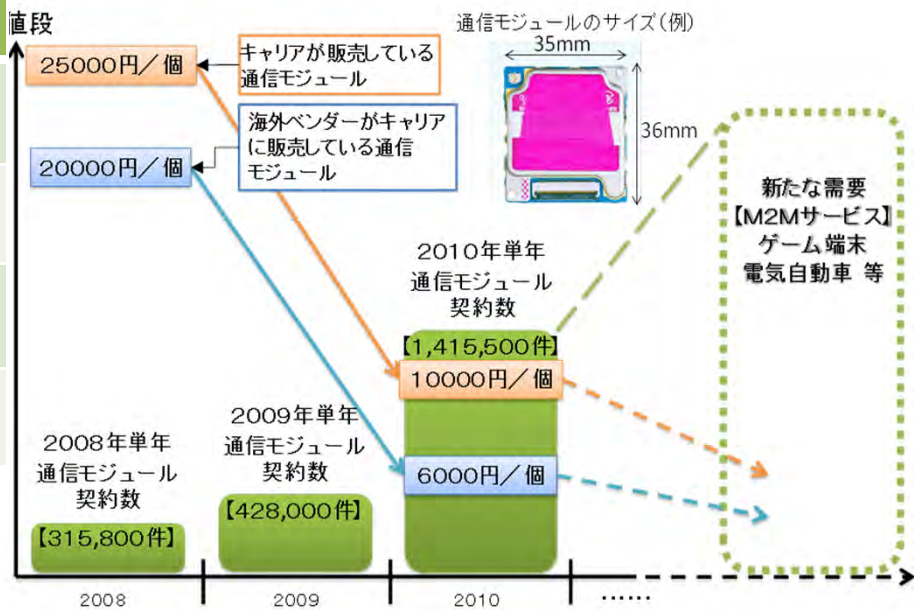 値段
通信モジュールのサイズ(例)
35mm
36mm
25000円/個
キャリアが販売している
通信モジュール
20000円/個
海外ベンダーがキャリア
に販売している通信
モジュール
新たな需要
【M2Mサービス】
ゲーム端末
電気自動車 等
2010年単年
通信モジュール
契約数
【1,415,500件】
10000円/個
6000円/個
2009年単年
通信モジュール
契約数
【428,000件】
2008年単年
通信モジュール
契約数
【315,800件】
2008
2009
2010
……